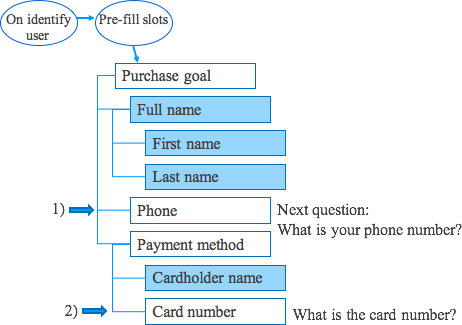 On identify
user
Pre-fill slots
Purchase goal
Full name
First name
Last name
1)
Phone
Next question:
What is your phone number?
Payment method
Cardholder name
2)
Card number
What is the card number?